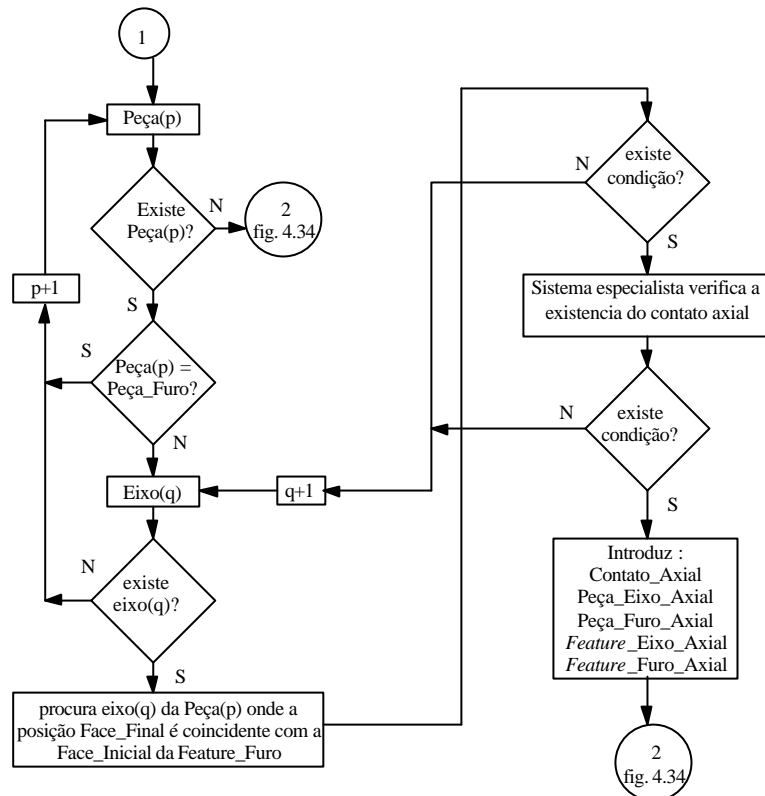 1
Peça(p)
Existe
Peça(p)?
N
2
fig. 4.34
S
p+1
Peça(p) =
Peça_Furo?
S
N
Eixo(q)
q+1
existe
eixo(q)?
N
S
procura eixo(q) da Peça(p) onde a
posição Face_Final é coincidente com a
Face_Inicial da Feature_Furo
existe
condição?
N
S
Sistema especialista verifica a
existencia do contato axial
existe
condição?
N
S
Introduz :
Contato_Axial
Peça_Eixo_Axial
Peça_Furo_Axial
Feature_Eixo_Axial
Feature_Furo_Axial
2
fig. 4.34